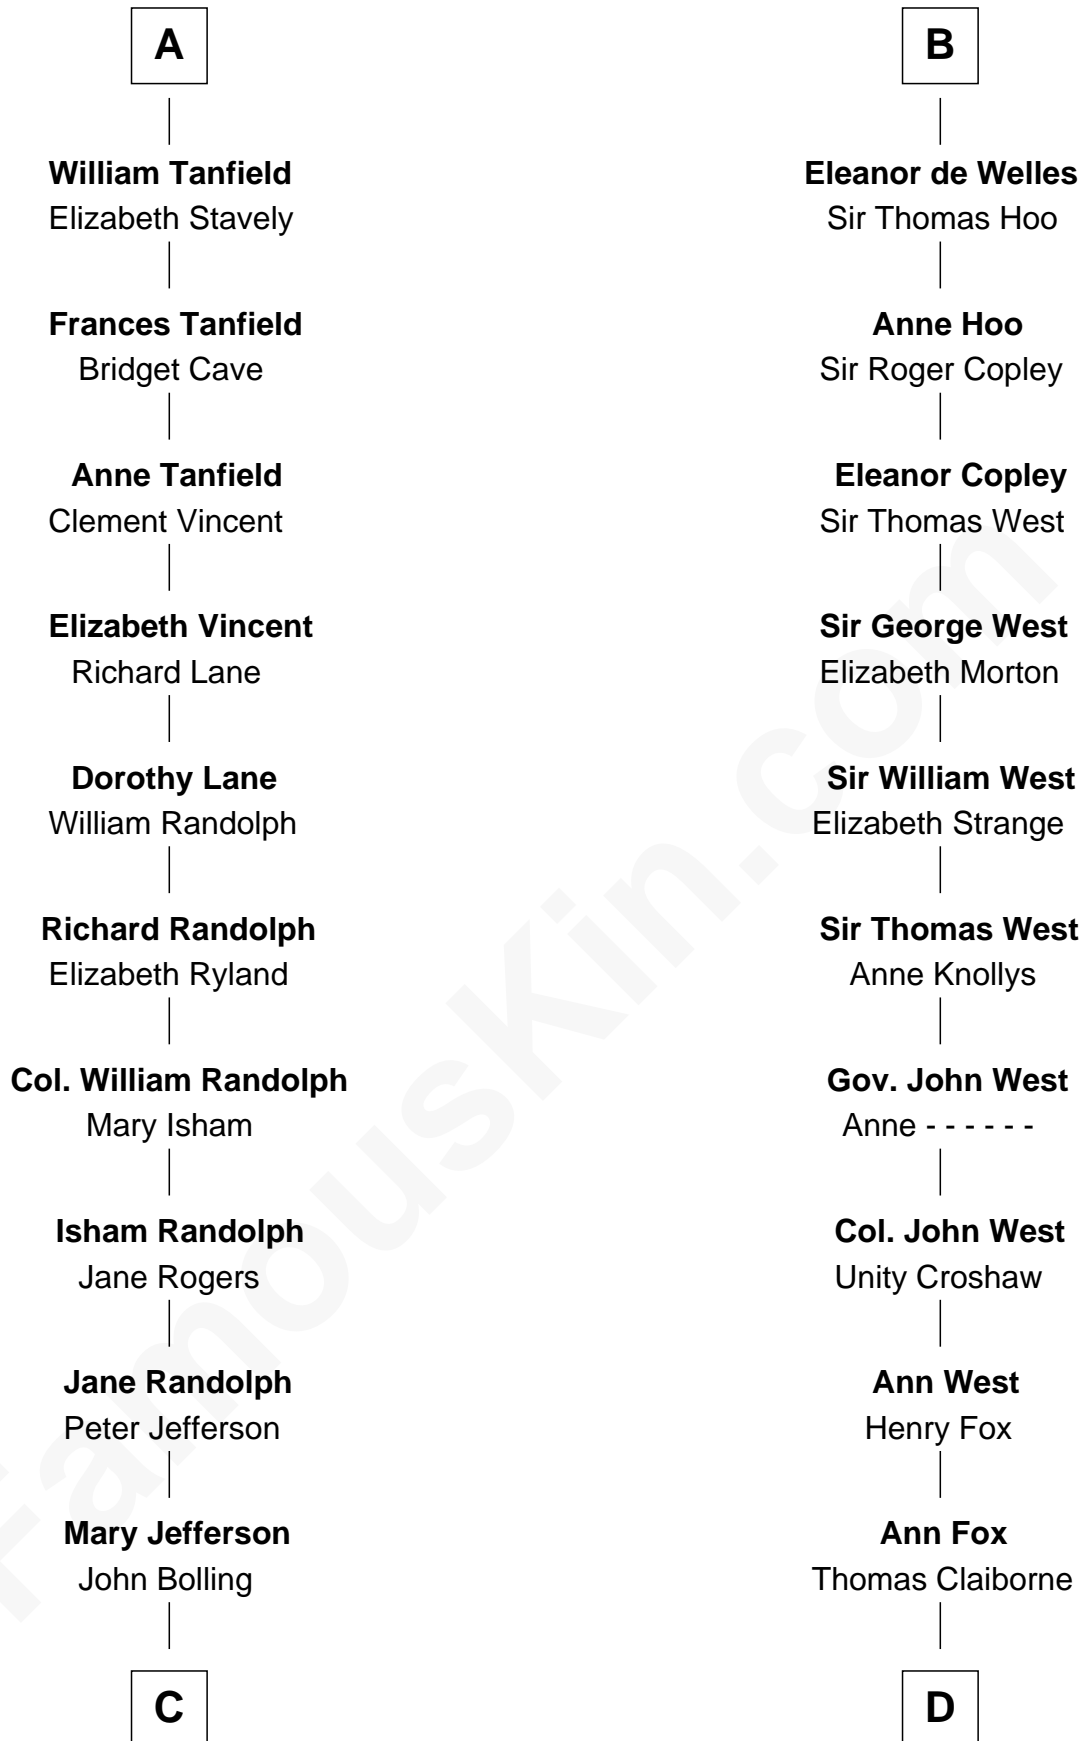 A
William Tanfield
Elizabeth Stavely
Frances Tanfield
Bridget Cave
Anne Tanfield
Clement Vincent
Elizabeth Vincent
Richard Lane
Dorothy Lane
William Randolph
Richard Randolph
Elizabeth Ryland
Col. William Randolph
Mary Isham
Isham Randolph
Jane Rogers
Jane Randolph
Peter Jefferson
Mary Jefferson
John Bolling
C
B
Eleanor de Welles
Sir Thomas Hoo
Anne Hoo
Sir Roger Copley
Eleanor Copley
Sir Thomas West
Sir George West
Elizabeth Morton
Sir William West
Elizabeth Strange
Sir Thomas West
Anne Knollys
Gov. John West
Anne - - - - - -
Col. John West
Unity Croshaw
Ann West
Henry Fox
Ann Fox
Thomas Claiborne
D
FamousKin.com